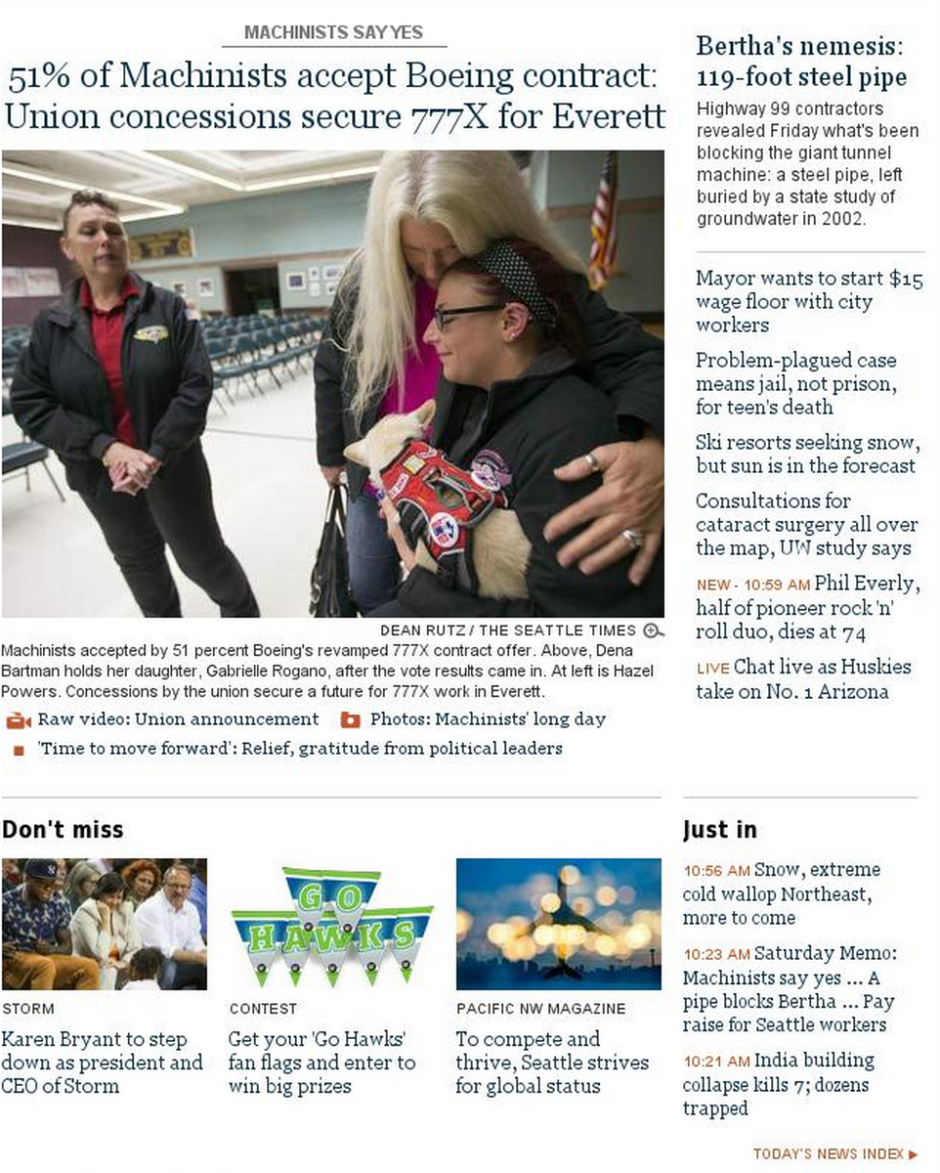 MACHINISTS SAY YES
51% of Machinists accept Boeing contract:
Union concessions secure 777X for Everett
DEAN RUTZ / THE SEATTLE TIMES
Machinists accepted by 51 percent Boeing's revamped 777X contract offer. Above, Dena
Bartman holds her daughter, Gabrielle Rogano, after the vote results came in. At left is Hazel
Powers. Concessions by the union secure a future for 777X work in Everett.
Raw video: Union announcement
Photos: Machinists' long day
'Time to move forward': Relief, gratitude from political leaders
Bertha's nemesis:
119-foot steel pipe
Highway 99 contractors
revealed Friday what's been
blocking the giant tunnel
machine: a steel pipe, left
buried by a state study of
groundwater in 2002.
Mayor wants to start $15
wage floor with city
workers
Problem-plagued case
means jail, not prison,
for teen's death
Ski resorts seeking snow,
but sun is in the forecast
Consultations for
cataract surgery all over
the map, UW study says
NEW - 10:59 AM Phil Everly,
half of pioneer rock 'n'
roll duo, dies at 74
LIVE Chat live as Huskies
take on No. 1 Arizona
Don't miss
STORM
Karen Bryant to step
down as president and
CEO of Storm
GO
HAWKS
CONTEST
Get your 'Go Hawks'
fan flags and enter to
win big prizes
PACIFIC NW MAGAZINE
To compete and
thrive, Seattle strives
for global status
Just in
10:56 AM Snow, extreme
cold wallop Northeast,
more to come
10:23 AM Saturday Memo:
Machinists say yes ... A
pipe blocks Bertha ... Pay
raise for Seattle workers
10:21 AM India building
collapse kills 7; dozens
trapped
TODAY'S NEWS INDEX ▶